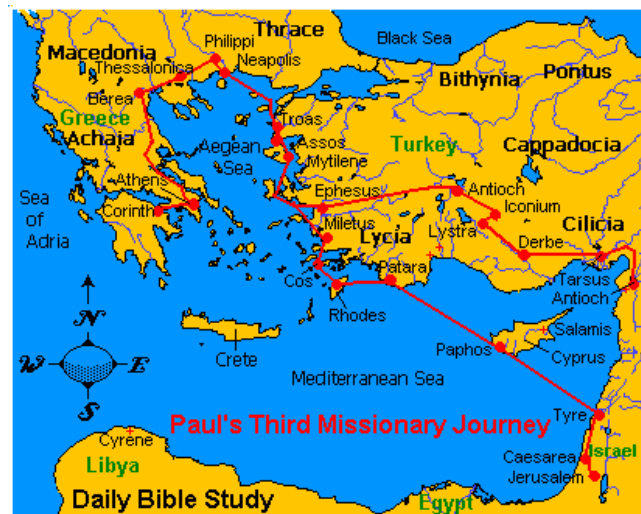 Thrace
Black Sea
Philippi
Macedonia
Neapolis
Thessalonica
Bithynia
Pontus
Berea
Greece
Troas
Achaja
Assos
Turkey
Cappadocia
Aegean
Sea
Mytilene
Athens
Ephesus
Antioch
Sea
of
Adria
Corinth
Iconium
Miletus
Lystra
Cilicia
Lycia
Derbe
Cos
Patara
Tarsus
Antioch
Rhodes
N
W
E
S
Crete
Salamis
Paphos
Cyprus
Mediterranean Sea
Tyre
Paul's Third Missionary Journey
Cyrene
Israel
Caesarea
Libya
Jerusalem
Daily Bible Study
Egypt